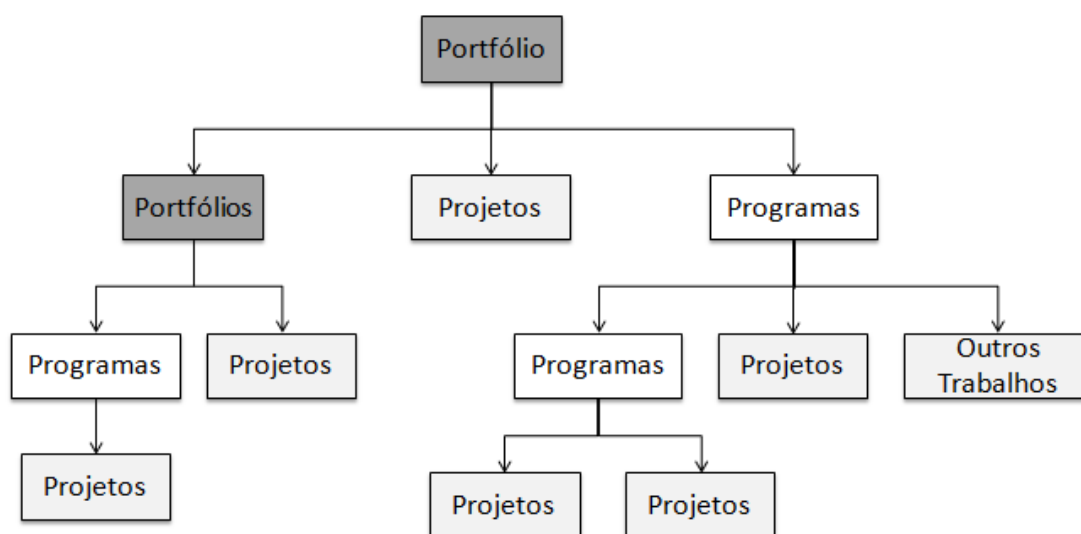 Portfólio
Portfólios
Projetos
Programas
Programas
Projetos
Programas
Projetos
Outros
Trabalhos
Projetos
Projetos
Projetos